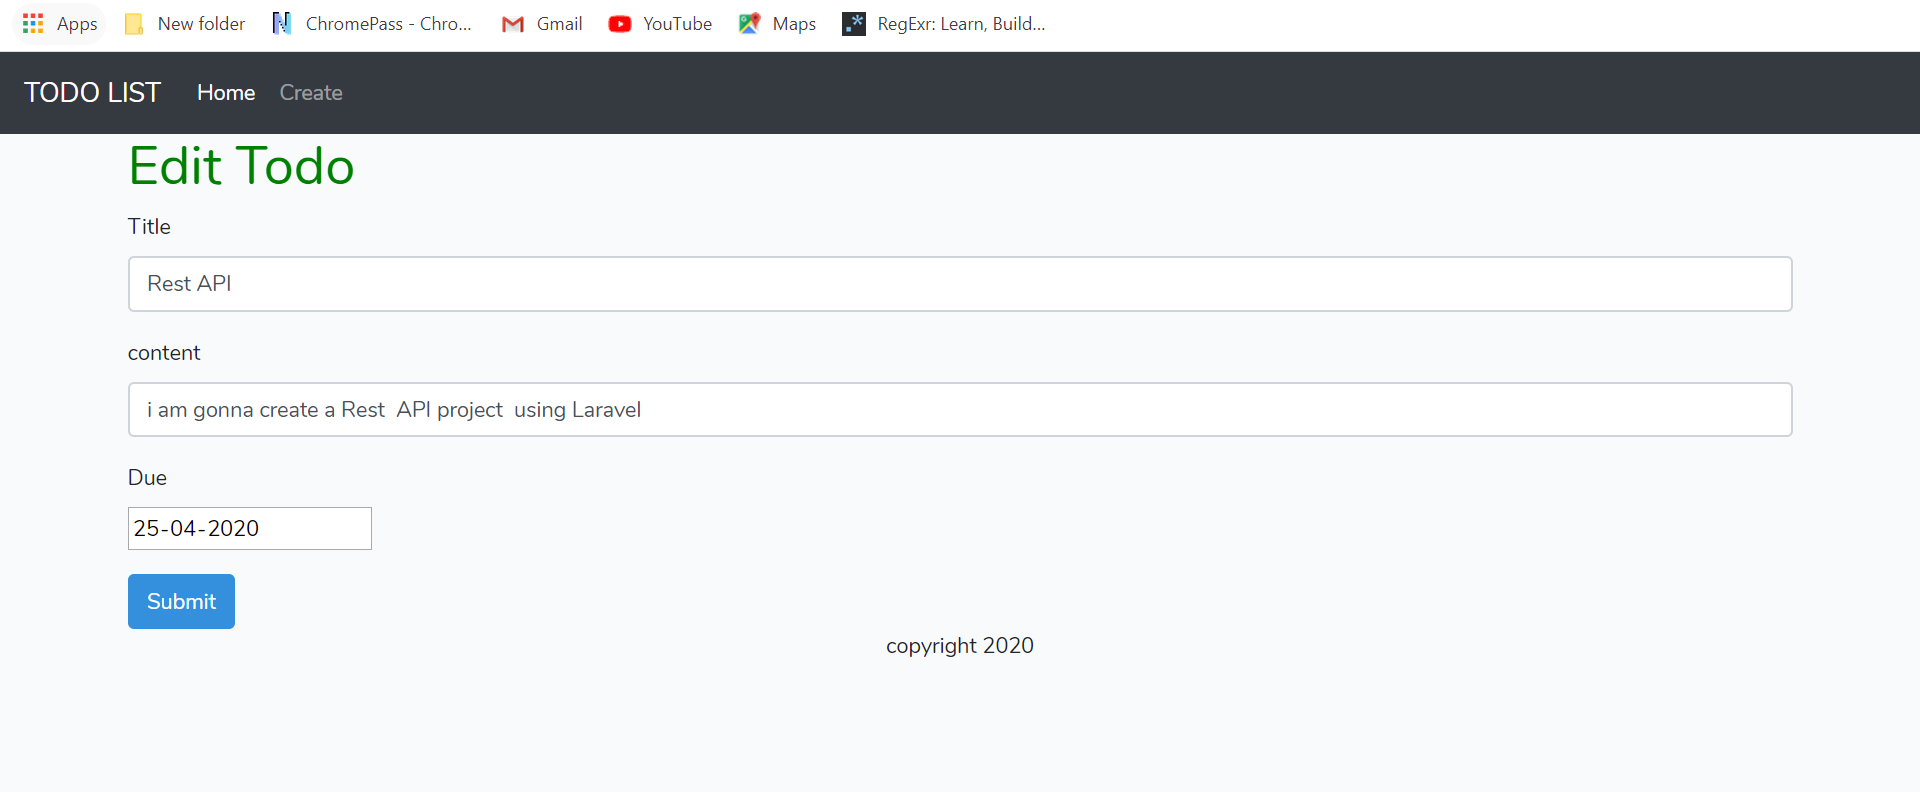 Apps New folder ChromePass - Chro... Gmail YouTube Maps RegExr: Learn, Build...
TODO LIST Home Create
Edit Todo
Title
Rest API
content
i am gonna create a Rest  API project  using Laravel
Due
25-04-2020
Submit
copyright 2020